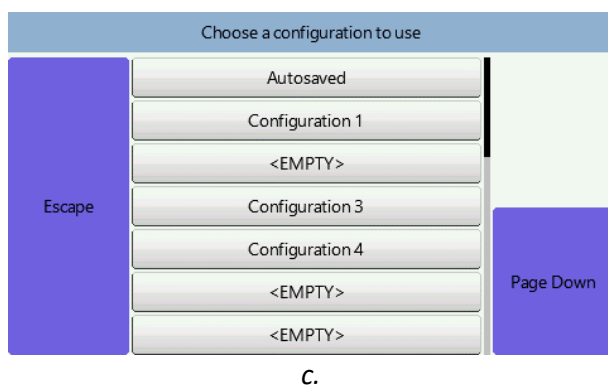 Choose a configuration to use
Autosaved
Configuration 1
<EMPTY>
Escape
Configuration 3
Configuration 4
Page Down
<EMPTY>
<EMPTY>
c.